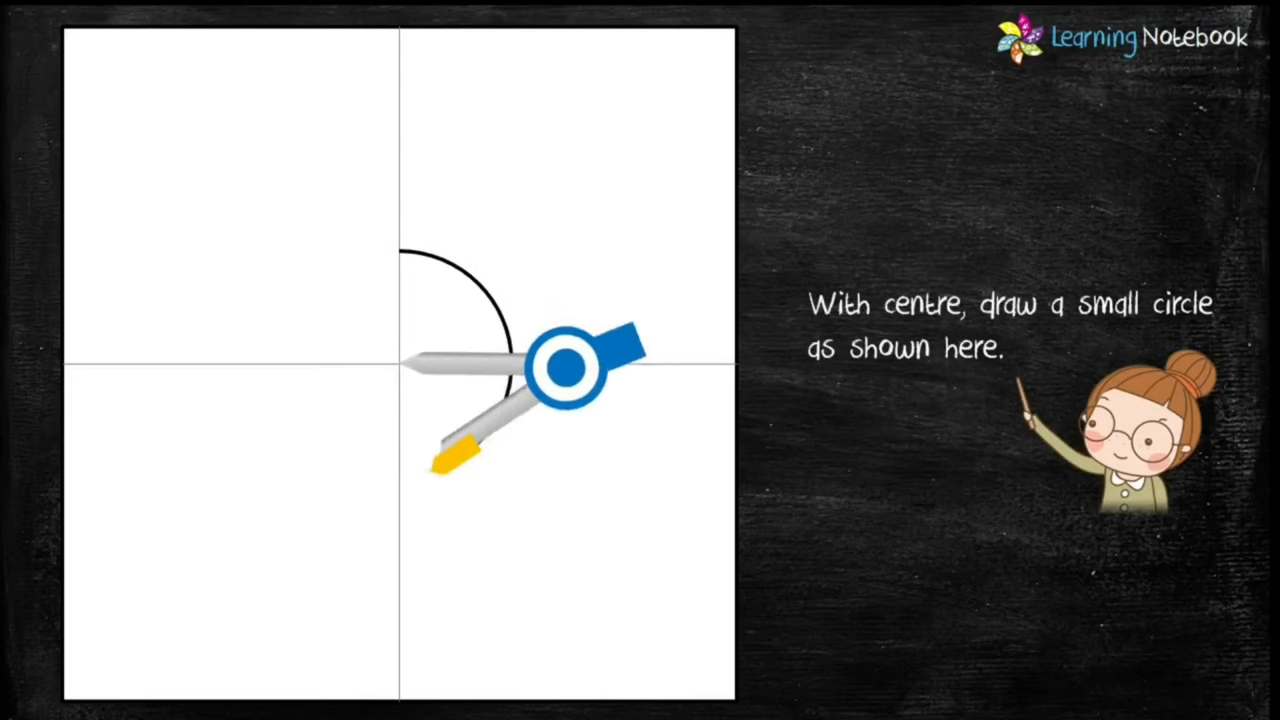 Learning Notebook
With centre, draw a small circle
as shown here.